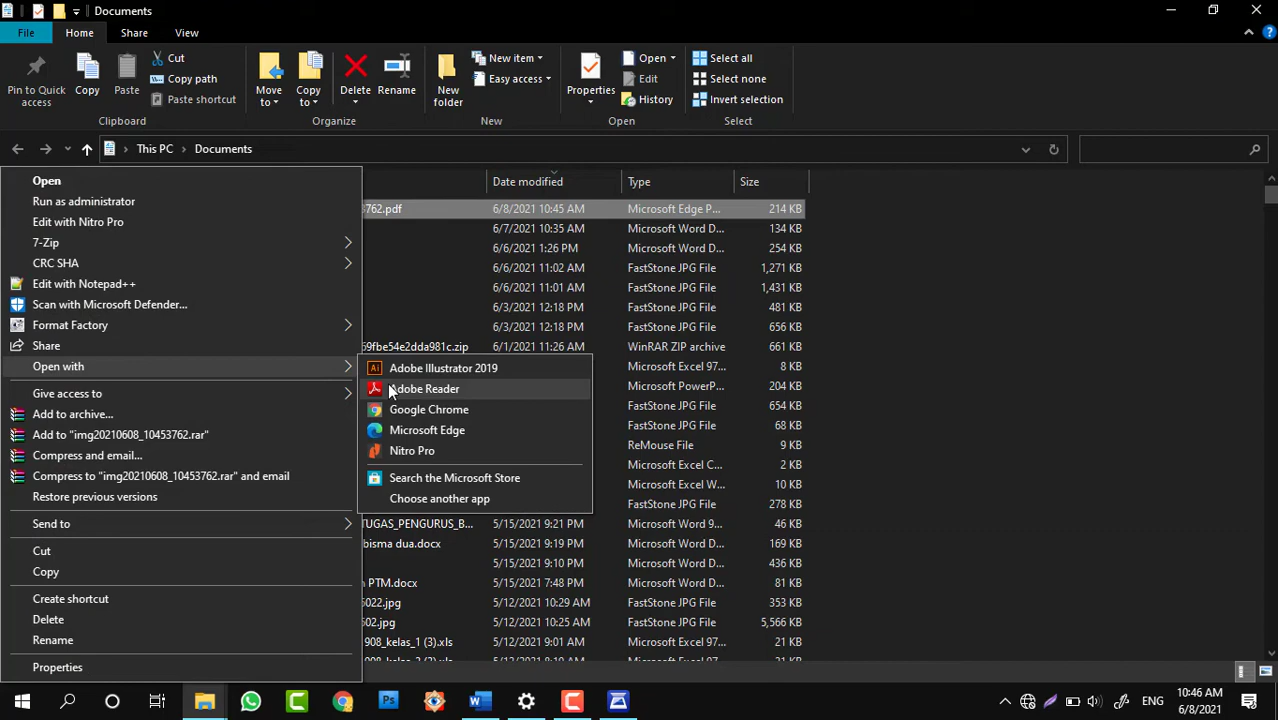 Documents
File Home Share View
Pin to Quick access
Copy
Paste
Cut
Copy path
Paste shortcut
Clipboard
Move to
Copy to
Delete
Rename
Organize
New folder
New item
Easy access
New
Properties
Open
Edit
History
Open
Select all
Select none
Invert selection
Select
This PC Documents
Date modified Type Size
3762.pdf 6/8/2021 10:45 AM Microsoft Edge P... 214 KB
6/7/2021 10:35 AM Microsoft Word D... 134 KB
6/6/2021 1:26 PM Microsoft Word D... 254 KB
6/6/2021 11:02 AM FastStone JPG File 1,271 KB
6/6/2021 11:01 AM FastStone JPG File 1,431 KB
6/3/2021 12:18 PM FastStone JPG File 481 KB
6/3/2021 12:18 PM FastStone JPG File 656 KB
69fbe54e2dda981c.zip 6/1/2021 11:26 AM WinRAR ZIP archive 66 KB
Microsoft Excel 97... 8 KB
Microsoft PowerP... 386 KB
FastStone JPG File 425 KB
FastStone JPG File 68 KB
ReMouse File 9 KB
Microsoft Excel C... 92 KB
Microsoft Excel C... 10 KB
FastStone JPG File 278 KB
TUGAS_PENGURUS_B... 5/15/2021 9:21 PM Microsoft Word 9... 46 KB
bisma dua.docx 5/15/2021 9:19 PM Microsoft Word D... 169 KB
5/15/2021 9:10 PM Microsoft Word D... 436 KB
PTM.docx 5/15/2021 7:48 PM Microsoft Word D... 81 KB
6022.jpg 5/12/2021 10:29 AM FastStone JPG File 353 KB
602.jpg 5/12/2021 10:25 AM FastStone JPG File 5,566 KB
908_kelas_1 (3).xls 5/12/2021 9:01 AM Microsoft Excel 97... 21 KB
Open
Run as administrator
Edit with Nitro Pro
7-Zip
CRC SHA
Edit with Notepad++
Scan with Microsoft Defender...
Format Factory
Share
Open with
Give access to
Add to archive...
Add to "img20210608_10453762.rar"
Compress and email...
Compress to "img20210608_10453762.rar" and email
Restore previous versions
Send to
Cut
Copy
Create shortcut
Delete
Rename
Properties
Ai Adobe Illustrator 2019
Adobe Reader
Google Chrome
Microsoft Edge
Nitro Pro
Search the Microsoft Store
Choose another app
ENG
10:46 AM
6/8/2021